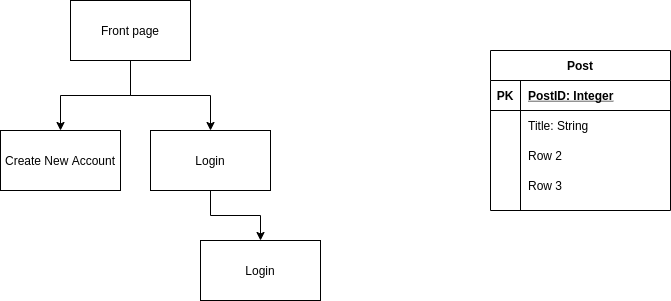 Front page
Create New Account
Login
Login
Post
PK PostID: Integer
Title: String
Row 2
Row 3